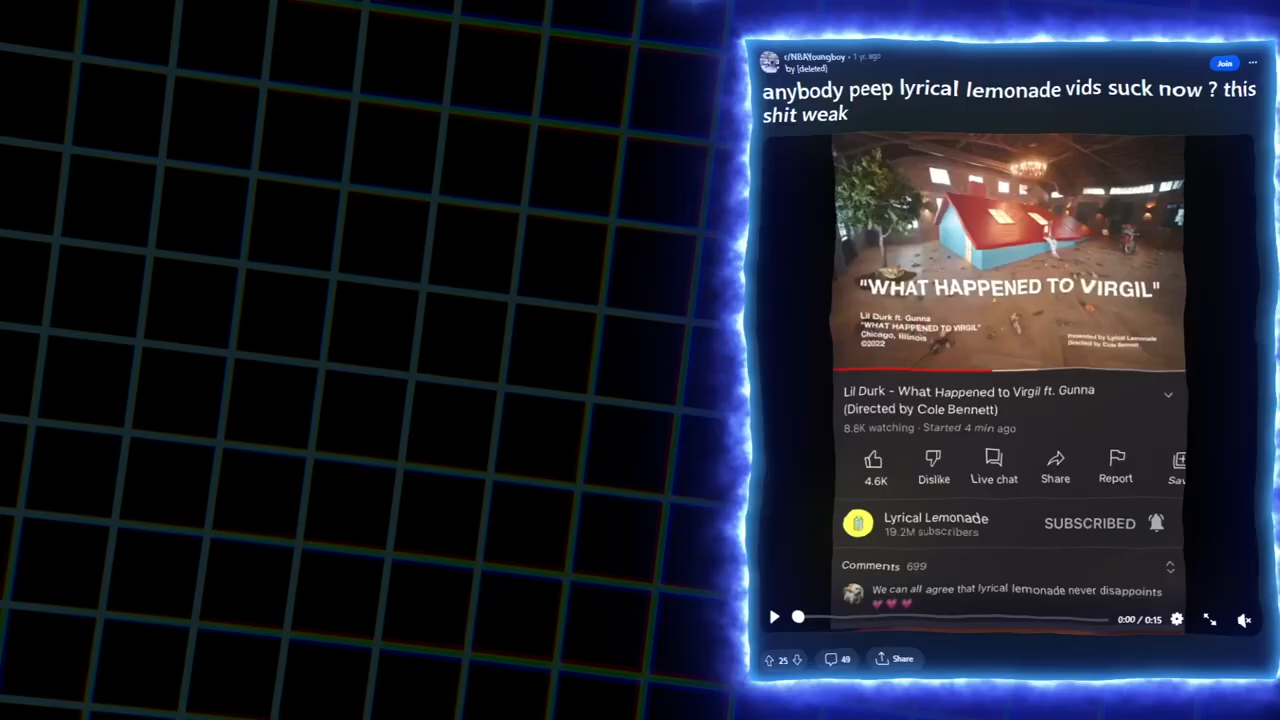 r/NBAYoungboy • 1 yr. ago
by [deleted]
Join
anybody peep lyrical lemonade vids suck now ? this
shit weak
"WHAT HAPPENED TO VIRGIL"
Lil Durk ft. Gunna
"WHAT HAPPENED TO VIRGIL"
Chicago, Illinois
©2022
Presented by Lyrical Lemonade
Directed by Cole Bennett
Lil Durk - What Happened to Virgil ft. Gunna
(Directed by Cole Bennett)
8.8K watching · Started 4 min ago
4.6K Dislike Live chat Share Report Sav
Lyrical Lemonade
19.2M subscribers
SUBSCRIBED
Comments 699
We can all agree that lyrical lemonade never disappoints
0:00 / 0:15
25 49 Share